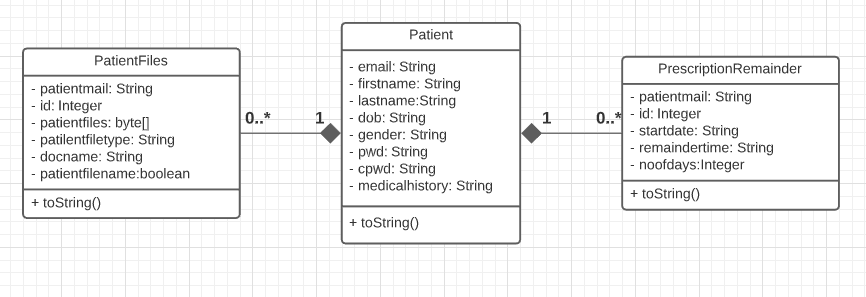 PatientFiles
- patientmail: String
- id: Integer
- patientfiles: byte[]
- patilentfiletype: String
- docname: String
- patientfilename:boolean
+ toString()
0..*
1
Patient
- email: String
- firstname: String
- lastname:String
- dob: String
- gender: String
- pwd: String
- cpwd: String
- medicalhistory: String
+ toString()
1
0..*
PrescriptionRemainder
- patientmail: String
- id: Integer
- startdate: String
- remaindertime: String
- noofdays:Integer
+ toString()